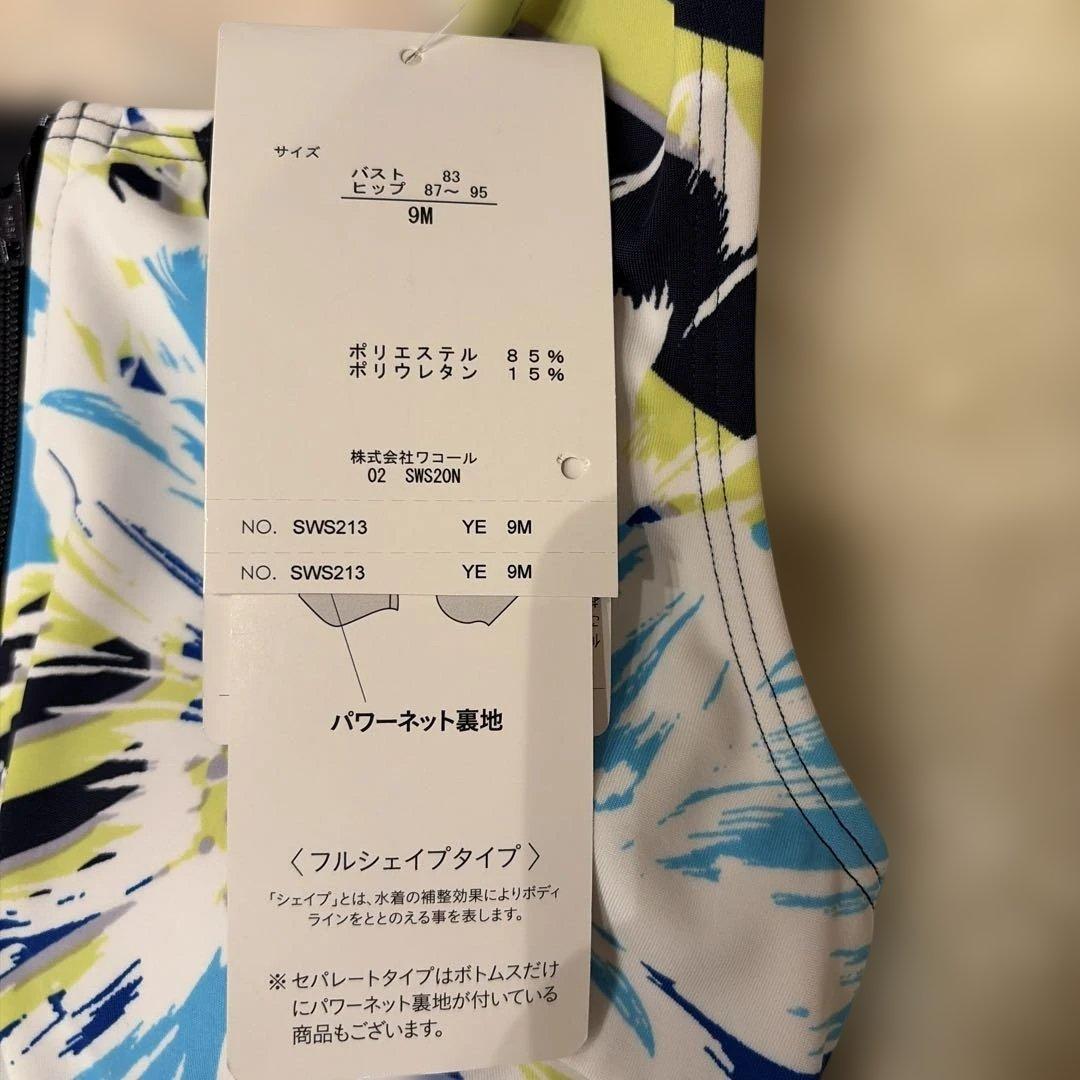 サイズ
バスト 83
ヒップ 87～ 95
9M
ポリエステル 85%
ポリウレタン 15%
株式会社ワコール
02 SWS20N
NO. SWS213 YE 9M
NO. SWS213 YE 9M
パワーネット裏地
〈フルシェイプタイプ〉
「シェイプ」とは、水着の補整効果によりボディ
ラインをととのえる事を表します。
※セパレートタイプはボトムスだけ
にパワーネット裏地が付いている
商品もございます。